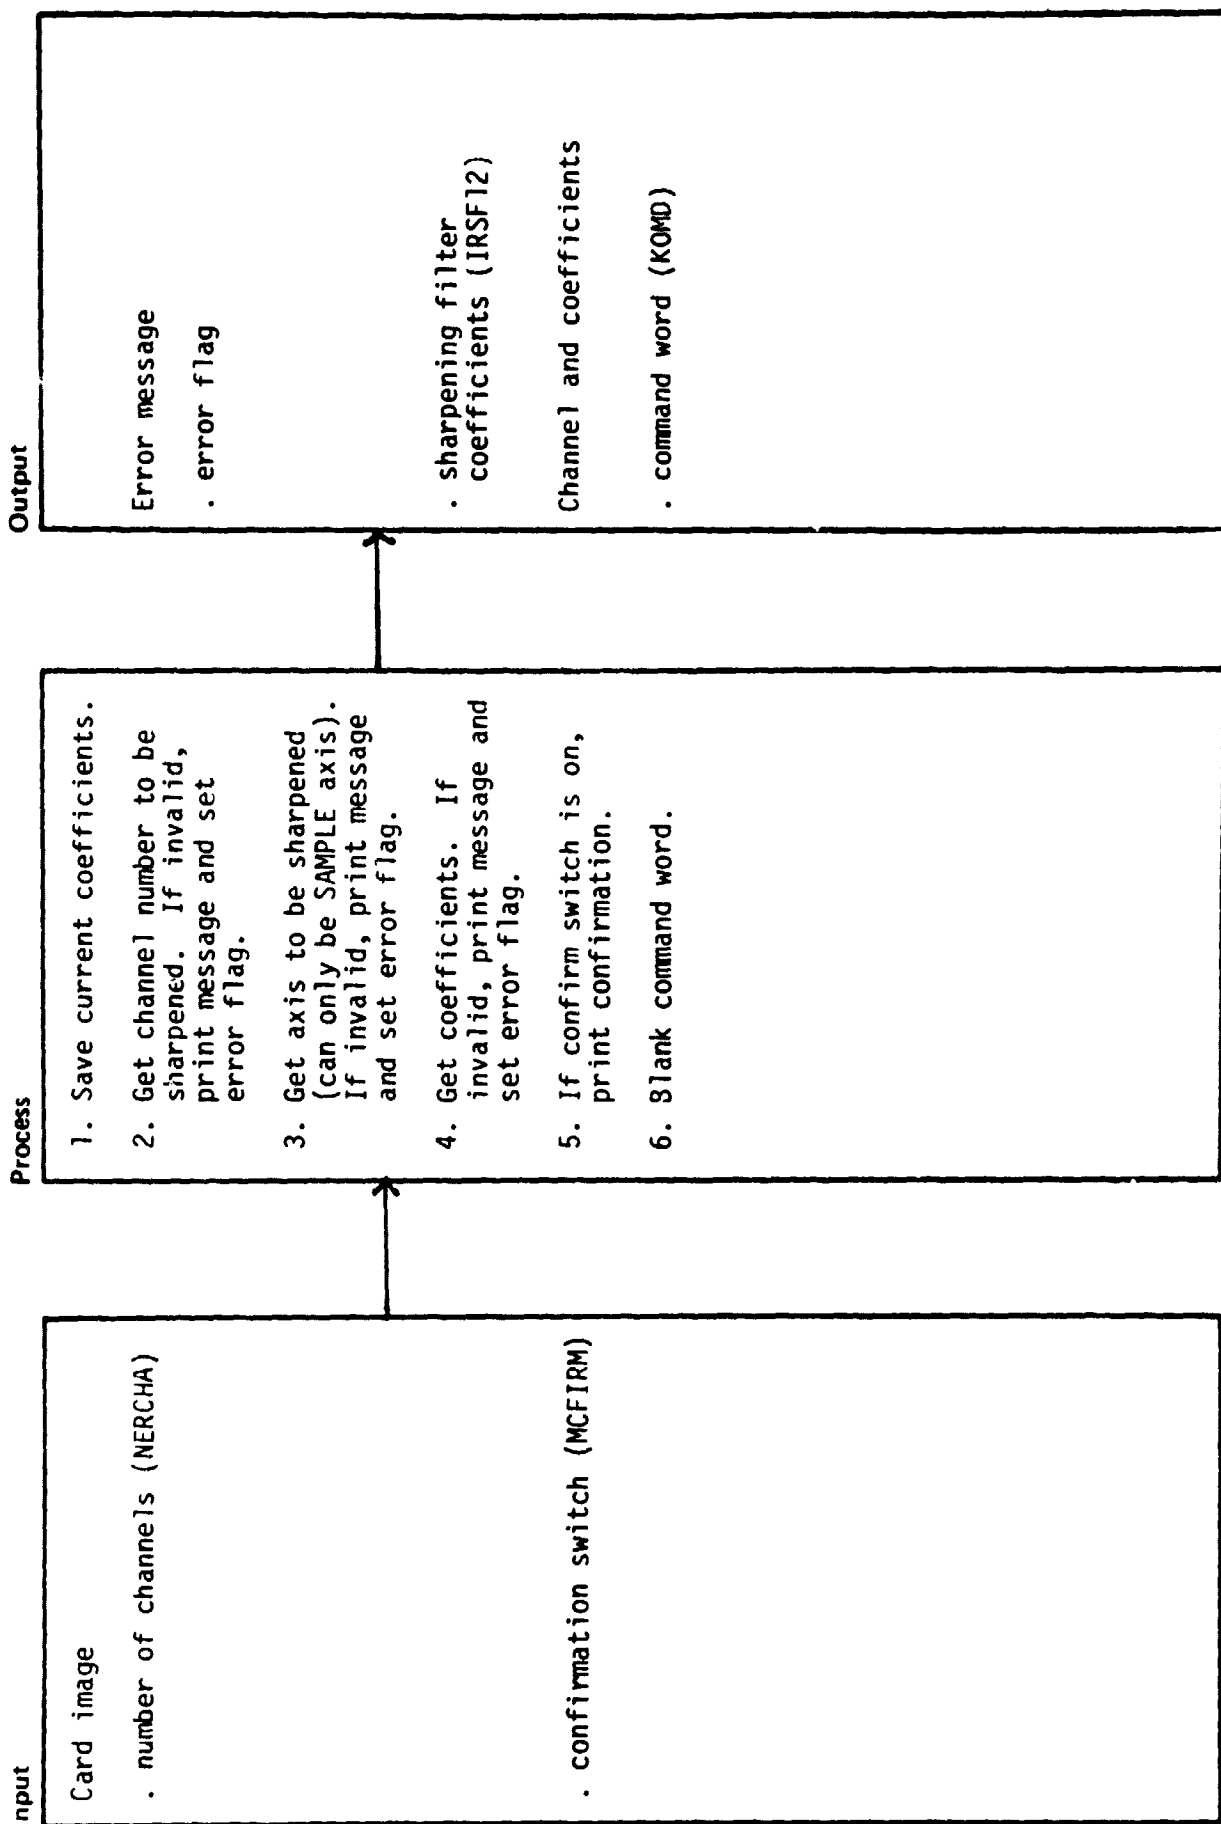 nput
Card image
. number of channels (NERCHA)
. confirmation switch (MCFIRM)
Process
1. Save current coefficients.
2. Get channel number to be
sharpened. If invalid,
print message and set
error flag.
3. Get axis to be sharpened
(can only be SAMPLE axis).
If invalid, print message
and set error flag.
4. Get coefficients. If
invalid, print message and
set error flag.
5. If confirm switch is on,
print confirmation.
6. Blank command word.
Output
Error message
. error flag
. sharpening filter
coefficients (IRSF12)
Channel and coefficients
. command word (KOMD)